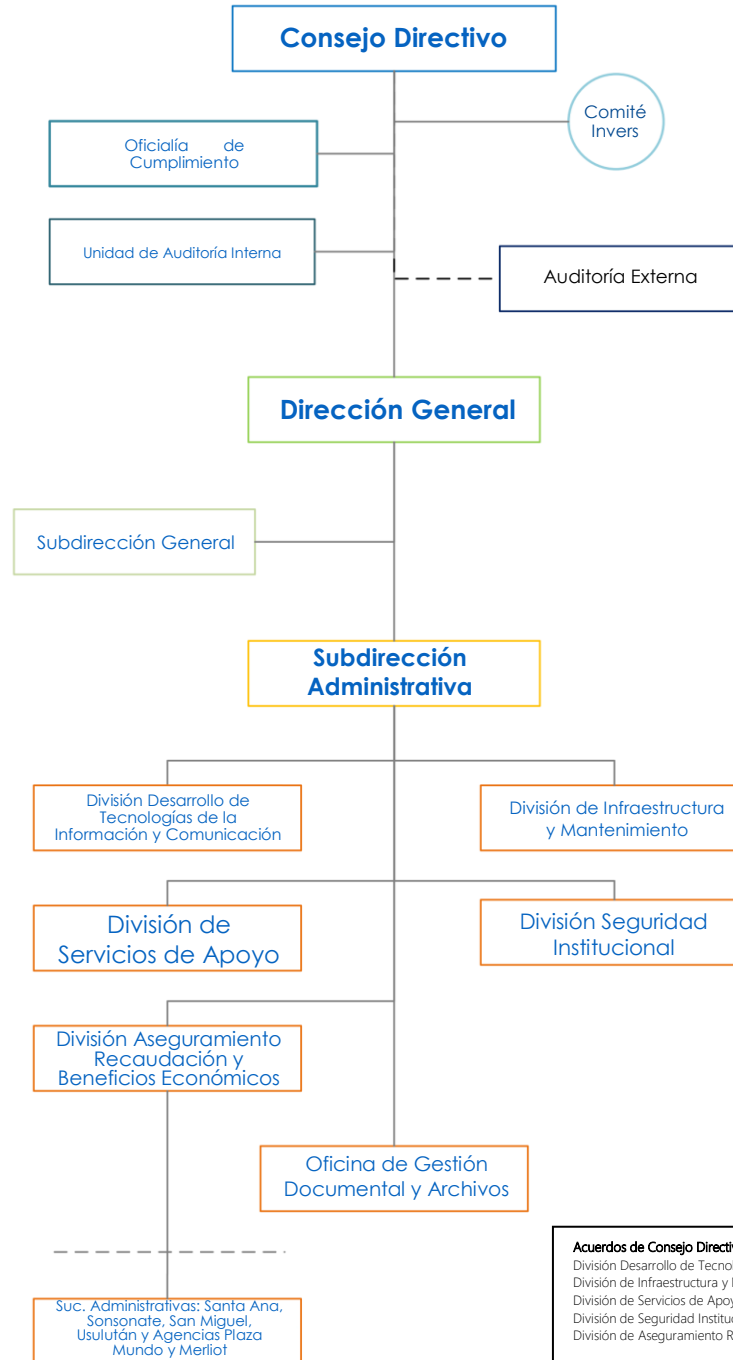 Consejo Directivo
Comité
Invers
Oficialía de
Cumplimiento
Unidad de Auditoría Interna
Auditoría Externa
Dirección General
Subdirección General
Subdirección
Administrativa
División Desarrollo de
Tecnologías de la
Información y Comunicación
División de Infraestructura
y Mantenimiento
División de
Servicios de Apoyo
División Seguridad
Institucional
División Aseguramiento
Recaudación y
Beneficios Económicos
Oficina de Gestión
Documental y Archivos
Suc. Administrativas: Santa Ana,
Sonsonate, San Miguel,
Usulután y Agencias Plaza
Mundo y Merliot
Acuerdos de Consejo
División Desarrollo de
División de Infraestructura y
División de Servicios de
División de Seguridad
División de Aseguramiento